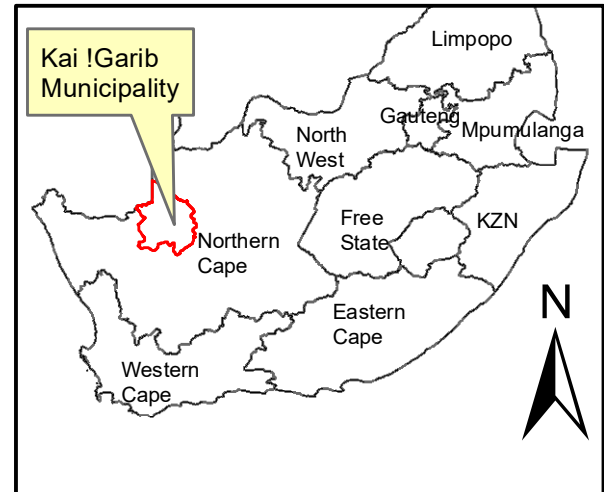 Kai !Garib
Municipality
Limpopo
Gauteng
Mpumulanga
North
West
Free
State
KZN
Northern
Cape
Eastern
Cape
Western
Cape
N